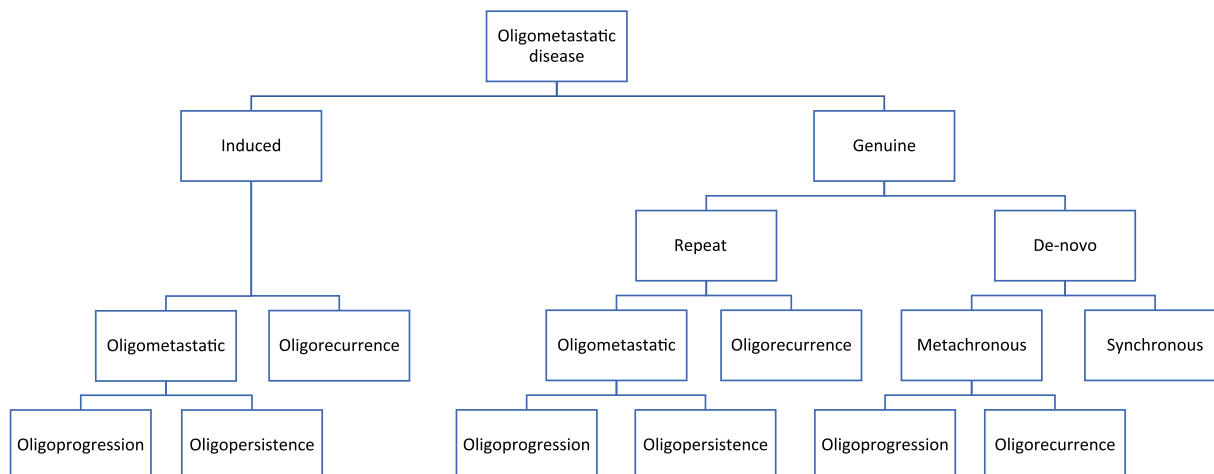 Oligometastatic
disease
Induced
Genuine
Repeat
De-novo
Oligometastatic
Oligorecurrence
Oligometastatic
Oligorecurrence
Metachronous
Synchronous
Oligoprogression
Oligopersistence
Oligoprogression
Oligopersistence
Oligoprogression
Oligorecurrence